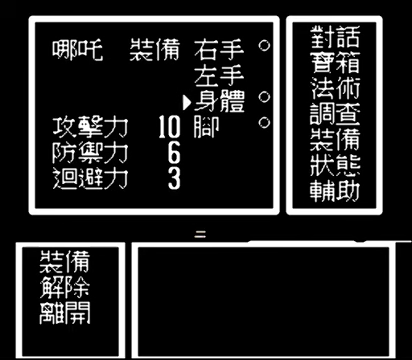 哪吒 裝備 右手 ○
左手
▶身體 ○
攻擊力 10 腳 ○
防禦力 6
迴避力 3
對話
寶箱
法術
調查
裝備
狀態
輔助
裝備
解除
離開